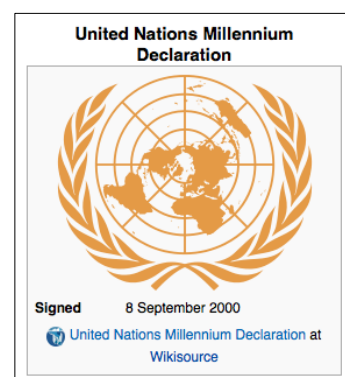 United Nations Millennium
Declaration
Signed 8 September 2000
United Nations Millennium Declaration at
Wikisource